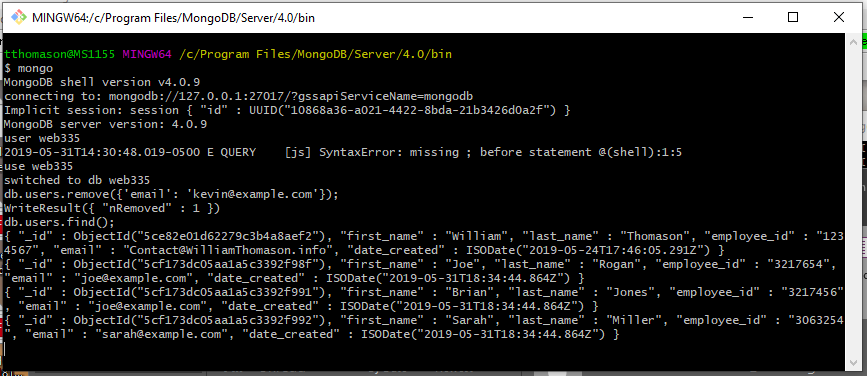 MINGW64:/c/Program Files/MongoDB/Server/4.0/bin
tthomason@MS1155 MINGW64 /c/Program Files/MongoDB/Server/4.0/bin
$ mongo
MongoDB shell version v4.0.9
connecting to: mongodb://127.0.0.1:27017/?gssapiServiceName=mongodb
Implicit session: session { "id" : UUID("10868a36-a021-4422-8bda-21b3426d0a2f") }
MongoDB server version: 4.0.9
user web335
2019-05-31T14:30:48.019-0500 E QUERY    [js] SyntaxError: missing ; before statement @(shell):1:5
use web335
switched to db web335
db.users.remove({'email': 'kevin@example.com'});
WriteResult({ "nRemoved" : 1 })
db.users.find();
{ "_id" : ObjectId("5ce82e01d62279c3b4a8aef2"), "first_name" : "William", "last_name" : "Thomason", "employee_id" : "123
4567", "email" : "Contact@WilliamThomason.info", "date_created" : ISODate("2019-05-24T17:46:05.291Z") }
{ "_id" : ObjectId("5cf173dc05aa1a5c3392f98f"), "first_name" : "Joe", "last_name" : "Rogan", "employee_id" : "3217654",
"email" : "joe@example.com", "date_created" : ISODate("2019-05-31T18:34:44.864Z") }
{ "_id" : ObjectId("5cf173dc05aa1a5c3392f991"), "first_name" : "Brian", "last_name" : "Jones", "employee_id" : "3217456"
, "email" : "joe@example.com", "date_created" : ISODate("2019-05-31T18:34:44.864Z") }
{ "_id" : ObjectId("5cf173dc05aa1a5c3392f992"), "first_name" : "Sarah", "last_name" : "Miller", "employee_id" : "3063254
", "email" : "sarah@example.com", "date_created" : ISODate("2019-05-31T18:34:44.864Z") }